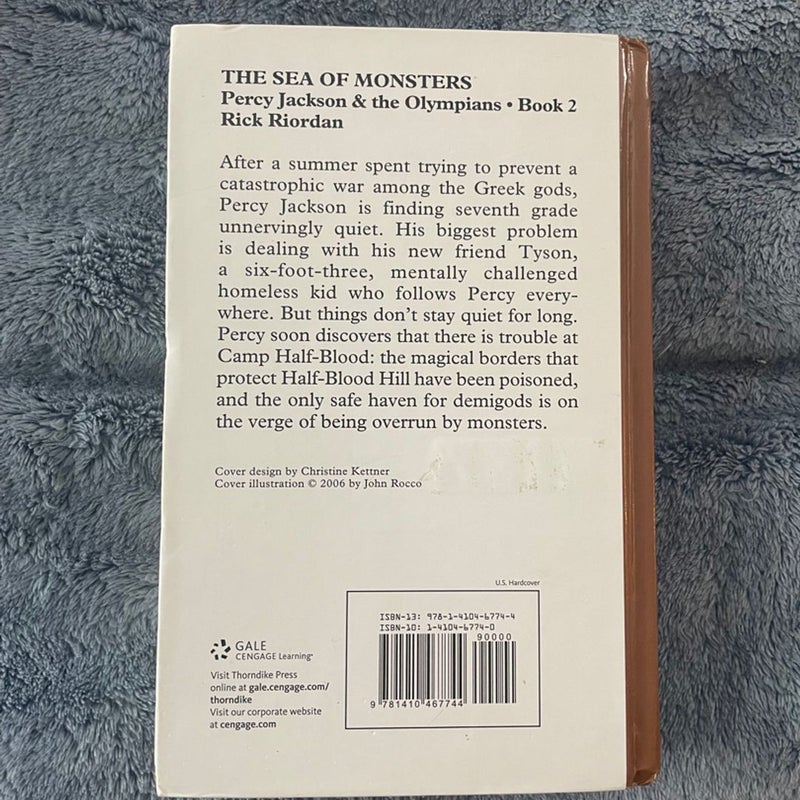 THE SEA OF MONSTERS
Percy Jackson & the Olympians • Book 2
Rick Riordan
After a summer spent trying to prevent a
catastrophic war among the Greek gods,
Percy Jackson is finding seventh grade
unnervingly quiet. His biggest problem
is dealing with his new friend Tyson,
a six-foot-three, mentally challenged
homeless kid who follows Percy every-
where. But things don't stay quiet for long.
Percy soon discovers that there is trouble at
Camp Half-Blood: the magical borders that
protect Half-Blood Hill have been poisoned,
and the only safe haven for demigods is on
the verge of being overrun by monsters.
Cover design by Christine Kettner
Cover illustration © 2006 by John Rocco
U.S. Hardcover
ISBN-13: 978-1-4104-6774-4
ISBN-10: 1-4104-6774-0
90000
9 781410 467744
GALE
CENGAGE Learning®
Visit Thorndike Press
online at gale.cengage.com/
thorndike
Visit our corporate website
at cengage.com